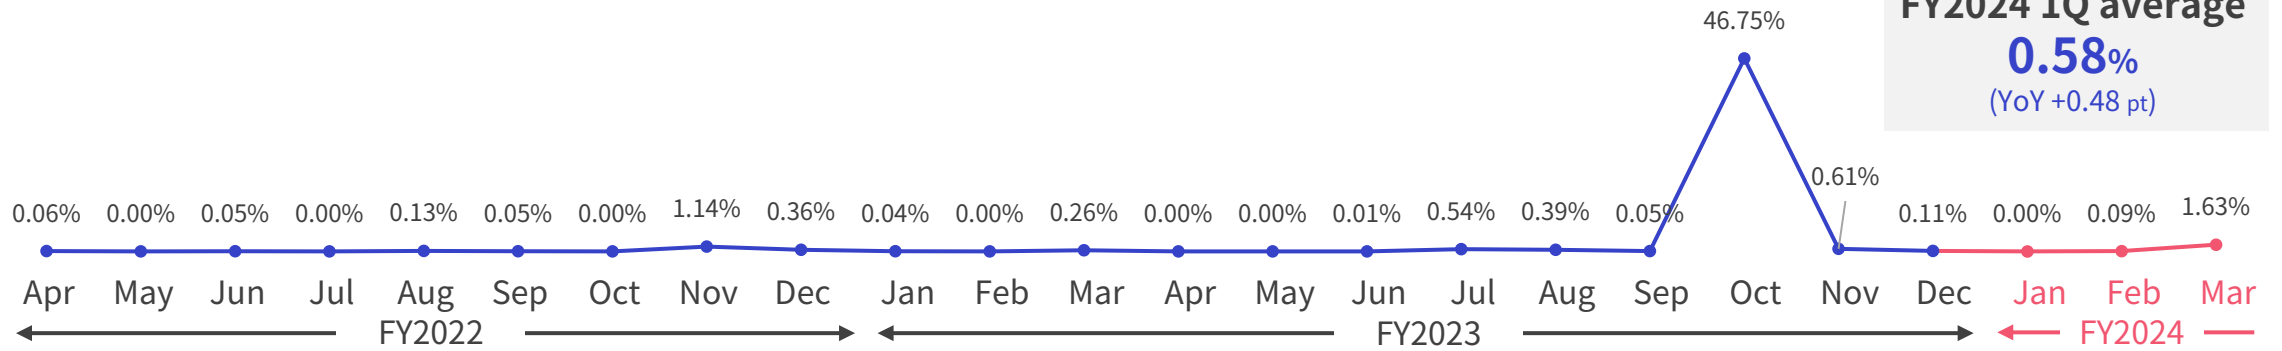 FY2024 1Q average
0.58%
(YoY +0.48 pt)
46.75%
0.61%
0.06% 0.00% 0.05% 0.00% 0.13% 0.05% 0.00% 1.14% 0.36% 0.04% 0.00% 0.26% 0.00% 0.00% 0.01% 0.54% 0.39% 0.05% 0.11% 0.00% 0.09% 1.63%
Apr May Jun Jul Aug Sep Oct Nov Dec Jan Feb Mar Apr May Jun Jul Aug Sep Oct Nov Dec Jan Feb Mar
FY2022 FY2023 FY2024